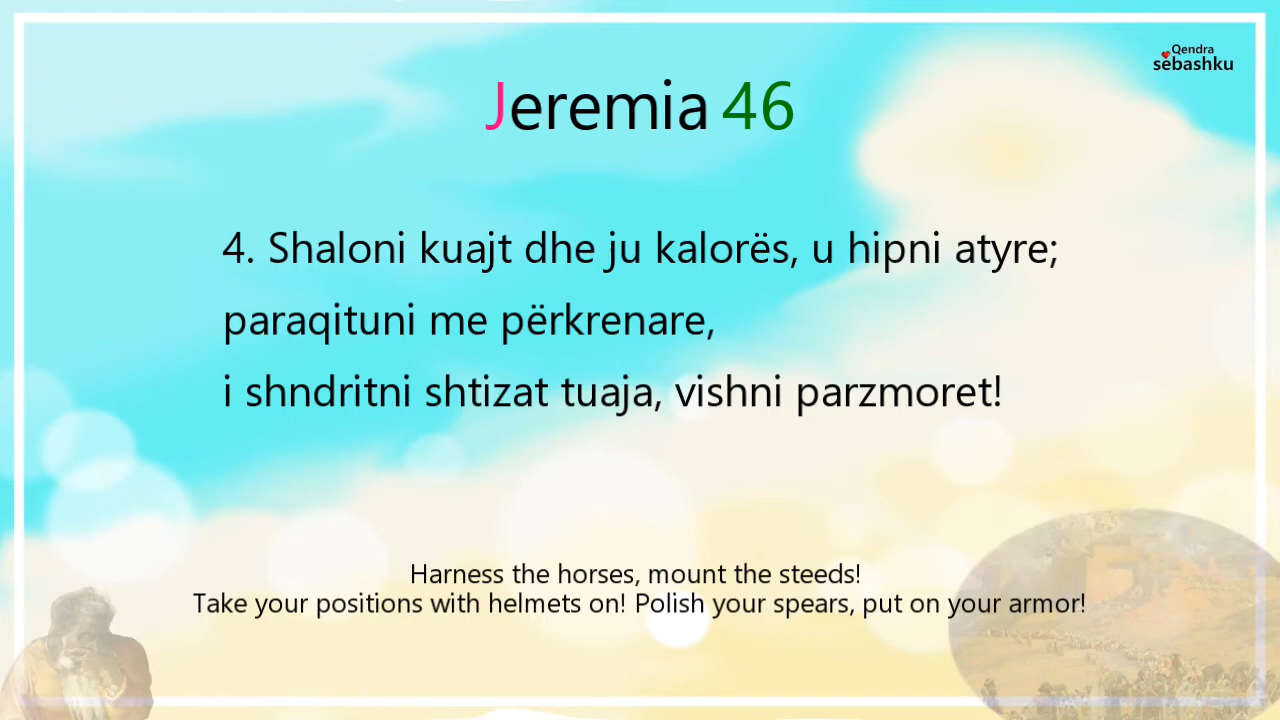 Qendra
sëbashku
Jeremia 46
4. Shaloni kuajt dhe ju kalorës, u hipni atyre;
paraqituni me përkrenare,
i shndritni shtizat tuaja, vishni parzmoret!
Harness the horses, mount the steeds!
Take your positions with helmets on! Polish your spears, put on your armor!